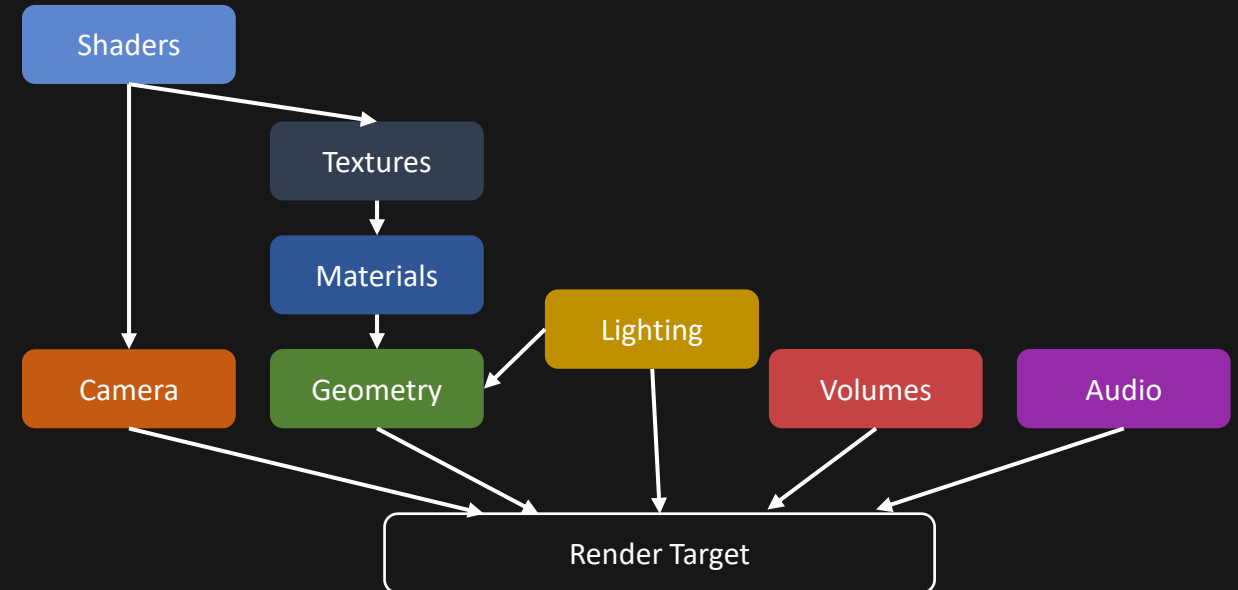 Shaders
Textures
Materials
Lighting
Camera
Geometry
Volumes
Audio
Render Target